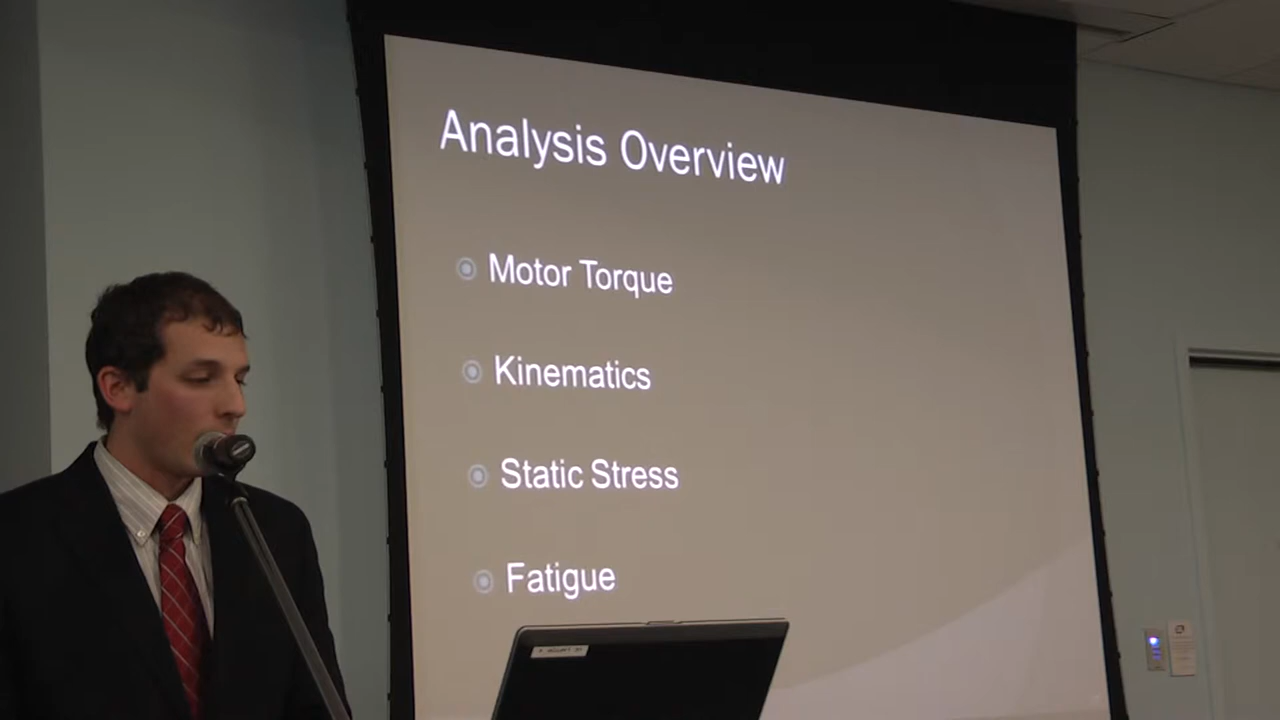 Analysis Overview
Motor Torque
Kinematics
Static Stress
Fatigue